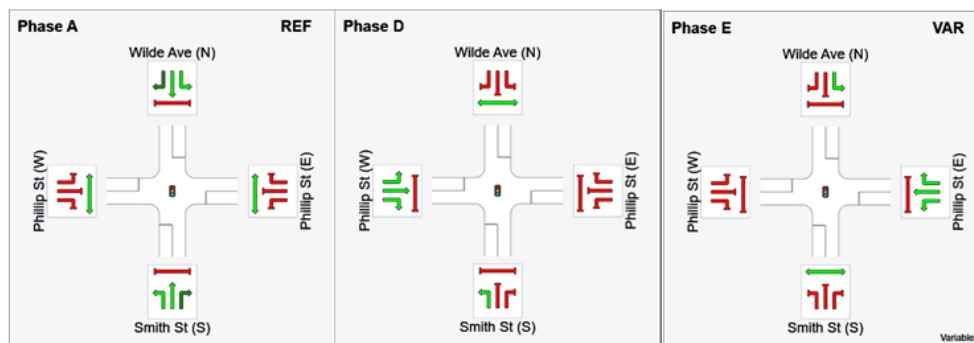 Phase A REF
Wilde Ave (N)
Phillip St (W)
Phillip St (E)
Smith St (S)
Phase D
Wilde Ave (N)
Phillip St (W)
Phillip St (E)
Smith St (S)
Phase E VAR
Wilde Ave (N)
Phillip St (W)
Phillip St (E)
Smith St (S)
Variable